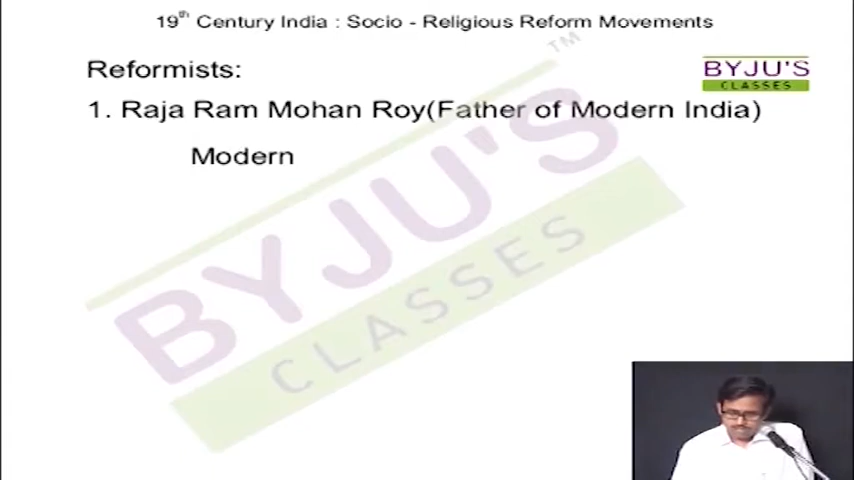 19th Century India : Socio - Religious Reform Movements
Reformists:
BYJU'S
CLASSES
1. Raja Ram Mohan Roy(Father of Modern India)
Modern
BYJU'S TM
CLASSES